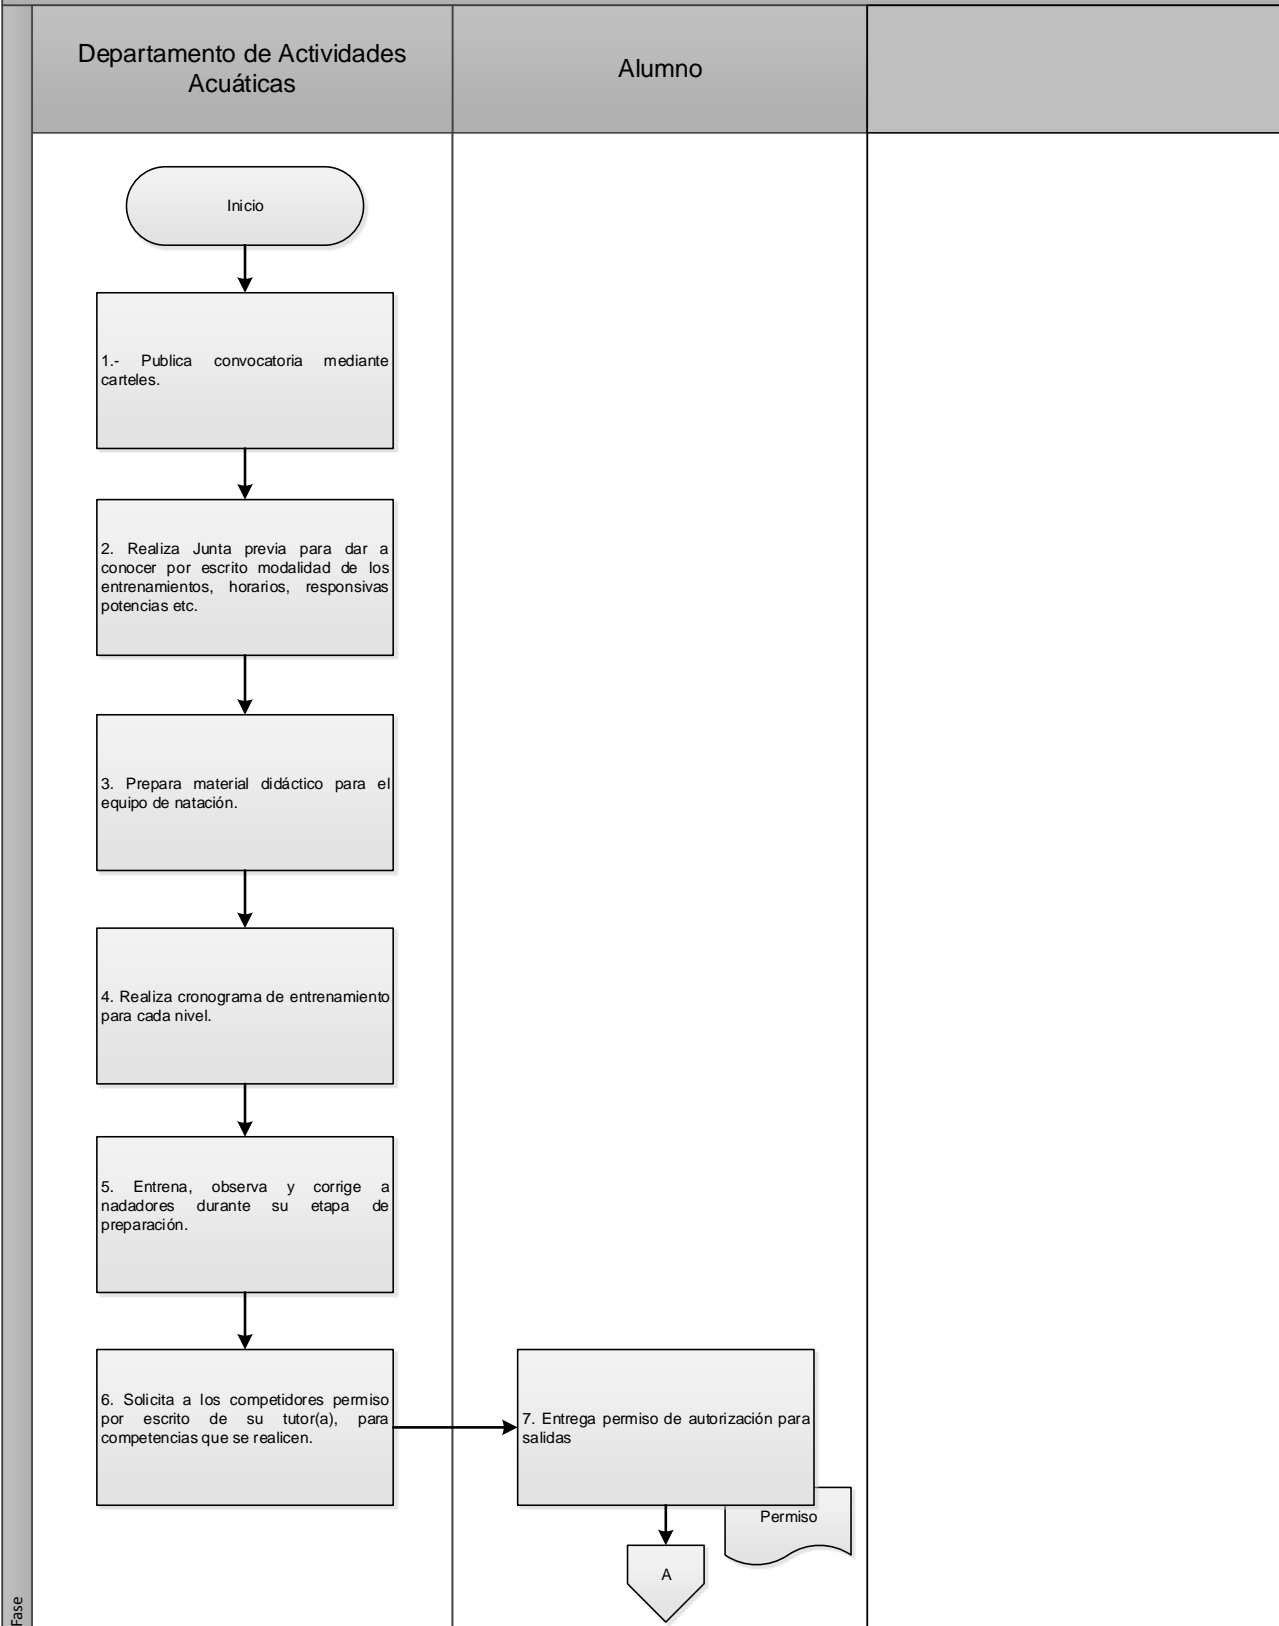 Departamento de Actividades
Acuáticas
Alumno
Inicio
1.- Publica convocatoria mediante
carteles.
2. Realiza Junta previa para dar a
conocer por escrito modalidad de los
entrenamientos, horarios, responsivas
potencias etc.
3. Prepara material didáctico para el
equipo de natación.
4. Realiza cronograma de entrenamiento
para cada nivel.
5. Entrena, observa y corrige a
nadadores durante su etapa de
preparación.
6. Solicita a los competidores permiso
por escrito de su tutor(a), para
competencias que se realicen.
7. Entrega permiso de autorización para
salidas
Permiso
A
Fase